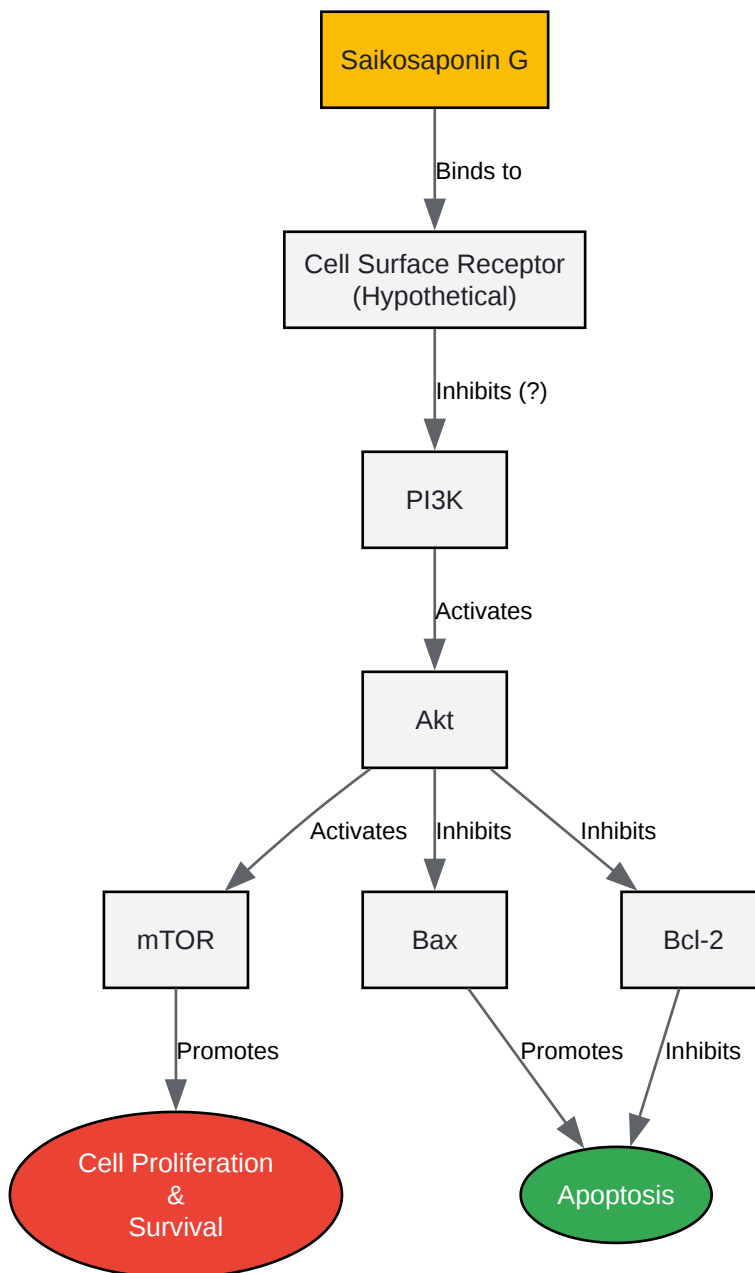 Saikosaponin G
Binds to
Cell Surface Receptor
(Hypothetical)
Inhibits (?)
PI3K
Activates
Akt
Activates
Inhibits
Inhibits
mTOR
Bax
Bcl-2
Promotes
Promotes
Inhibits
Cell Proliferation
&
Survival
Apoptosis